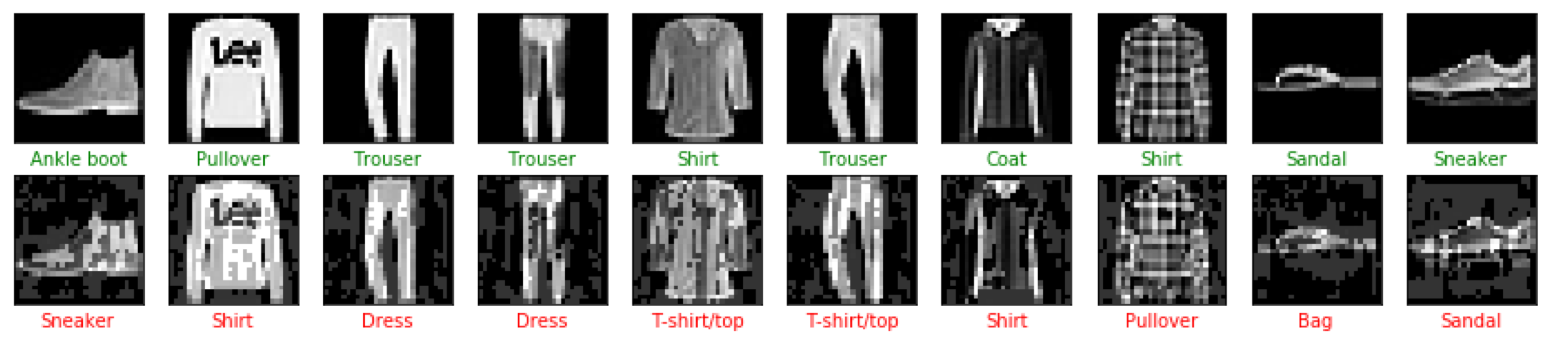 Lee
Ankle boot Pullover Trouser Trouser Shirt Trouser Coat Shirt Sandal Sneaker
Lee
Sneaker Shirt Dress Dress T-shirt/top T-shirt/top Shirt Pullover Bag Sandal